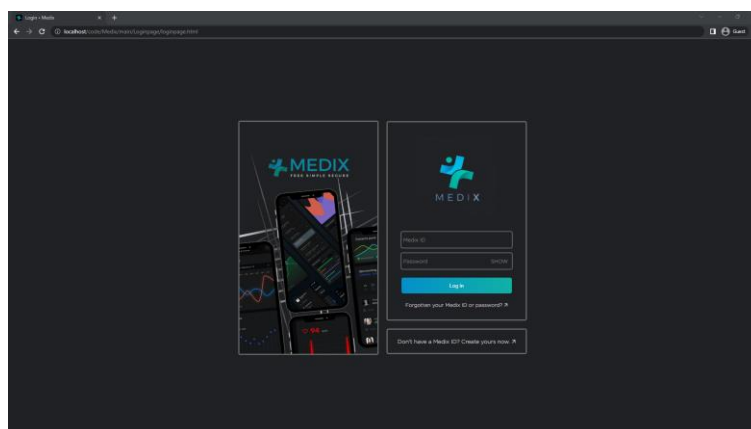 Login • Medix
localhost/code/Medix/main/Loginpage/loginpage.html
Guest
MEDIX
FREE SIMPLE SECURE
94
MEDIX
Medix ID
Password SHOW
Log in
Forgotten your Medix ID or password?
Don't have a Medix ID? Create yours now.